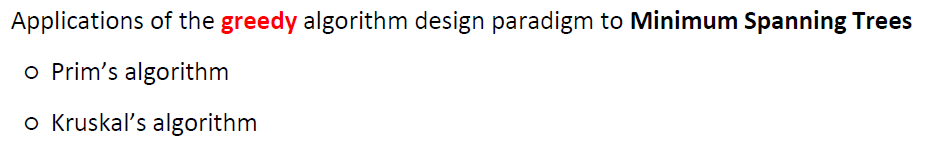 Applications of the greedy algorithm design paradigm to Minimum Spanning Trees
○ Prim’s algorithm
○ Kruskal’s algorithm